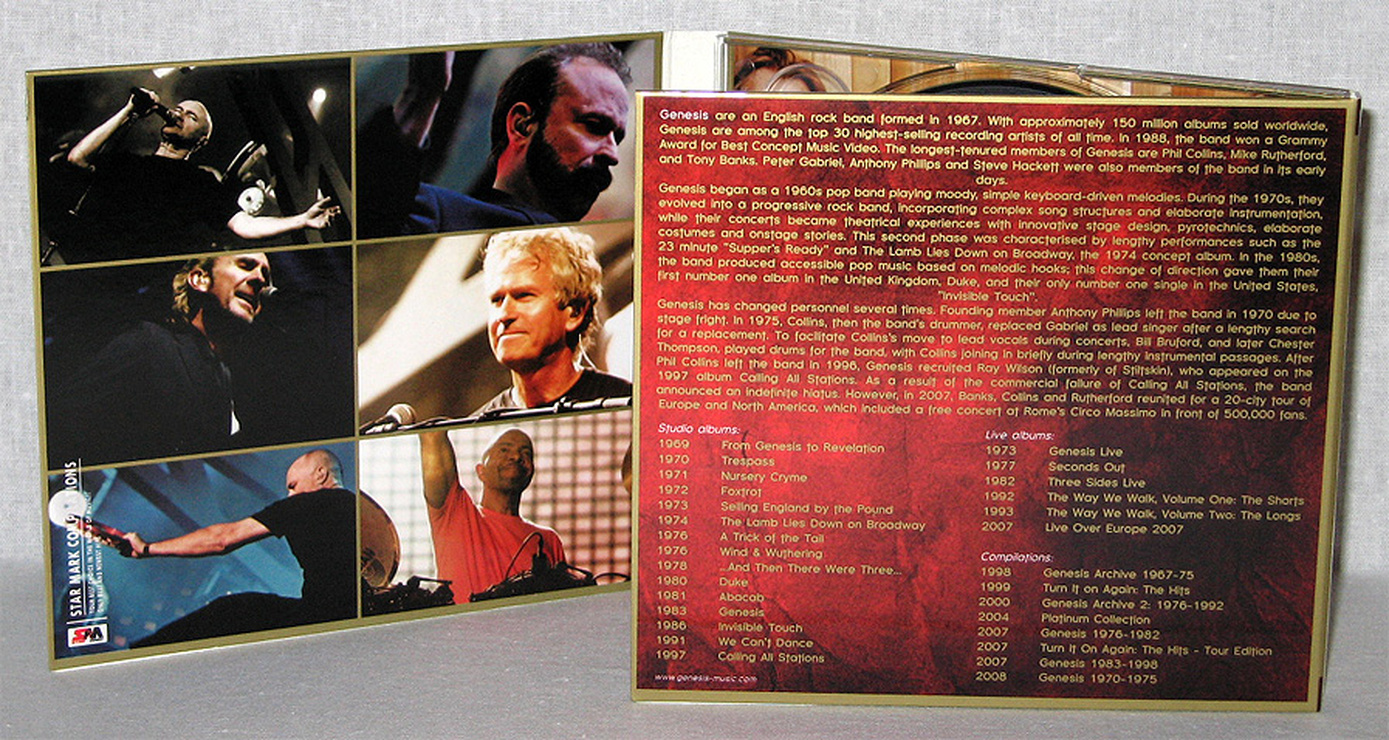 STAR MARK
YOUR BEST CHOICE IN THE
Genesis are an English rock band formed in 1967. With approximately 150 million albums sold worldwide,
Genesis are among the top 30 highest-selling recording artists of all time. In 1988, the band won a Grammy
Award for Best Concept Music Video. The longest-tenured members of Genesis are Phil Collins, Mike Rutherford,
and Tony Banks. Peter Gabriel, Anthony Phillips and Steve Hackett were also members of the band in its early
days.
Genesis began as a 1960s pop band playing moody, simple keyboard-driven melodies. During the 1970s, they
evolved into a progressive rock band, incorporating complex song structures and elaborate instrumentation,
while their concerts became theatrical experiences with innovative stage design, pyrotechnics, elaborate
costumes and onstage stories. This second phase was characterised by lengthy performances such as the
23 minute "Supper's Ready" and The Lamb Lies Down on Broadway, the 1974 concept album. In the 1980s,
the band produced accessible pop music based on melodic hooks; this change of direction gave them their
first number one album in the United Kingdom, Duke, and their only number one single in the United States,
"Invisible Touch".
Genesis has changed personnel several times. Founding member Anthony Phillips left the band in 1970 due to
stage fright. In 1975, Collins, then the band's drummer, replaced Gabriel as lead singer after a lengthy search
for a replacement. To facilitate Collins's move to lead vocals during concerts, Bill Bruford, and later Chester
Thompson, played drums for the band, with Collins joining in briefly during lengthy instrumental passages. After
Phil Collins left the band in 1996, Genesis recruited Ray Wilson (formerly of Stiltskin), who appeared on the
1997 album Calling All Stations. As a result of the commercial failure of Calling All Stations, the band
announced an indefinite hiatus. However, in 2007, Banks, Collins and Rutherford reunited for a 20-city tour of
Europe and North America, which included a free concert at Rome's Circo Massimo in front of 500,000 fans.
Studio albums:
1969 From Genesis to Revelation
1970 Trespass
1971 Nursery Cryme
1972 Foxtrot
1973 Selling England by the Pound
1974 The Lamb Lies Down on Broadway
1976 A Trick of the Tail
1976 Wind & Wuthering
1978 ...And Then There Were Three...
1980 Duke
1981 Abacab
1983 Genesis
1986 Invisible Touch
1991 We Can't Dance
1997 Calling All Stations
www.genesis-music.com
Live albums:
1973 Genesis Live
1977 Seconds Out
1982 Three Sides Live
1992 The Way We Walk, Volume One: The Shorts
1993 The Way We Walk, Volume Two: The Longs
2007 Live Over Europe 2007
Compilations:
1998 Genesis Archive 1967-75
1999 Turn it on Again: The Hits
2000 Genesis Archive 2: 1976-1992
2004 Platinum Collection
2007 Genesis 1976-1982
2007 Turn It On Again: The Hits - Tour Edition
2007 Genesis 1983-1998
2008 Genesis 1970-1975